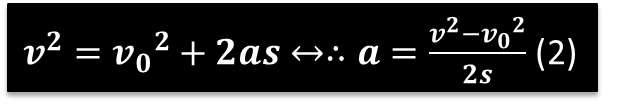 v² = v₀² + 2as ↔∴ a = (v²−v₀²)/(2s) (2)